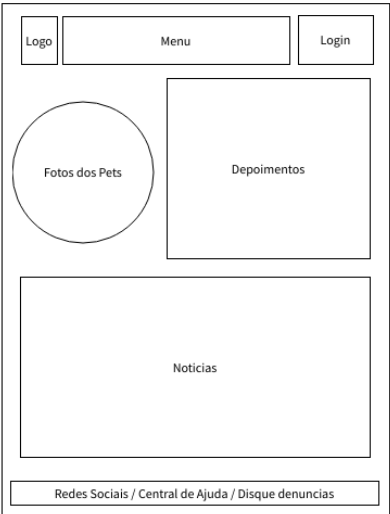 Logo
Menu
Login
Fotos dos Pets
Depoimentos
Noticias
Redes Sociais / Central de Ajuda / Disque denuncias